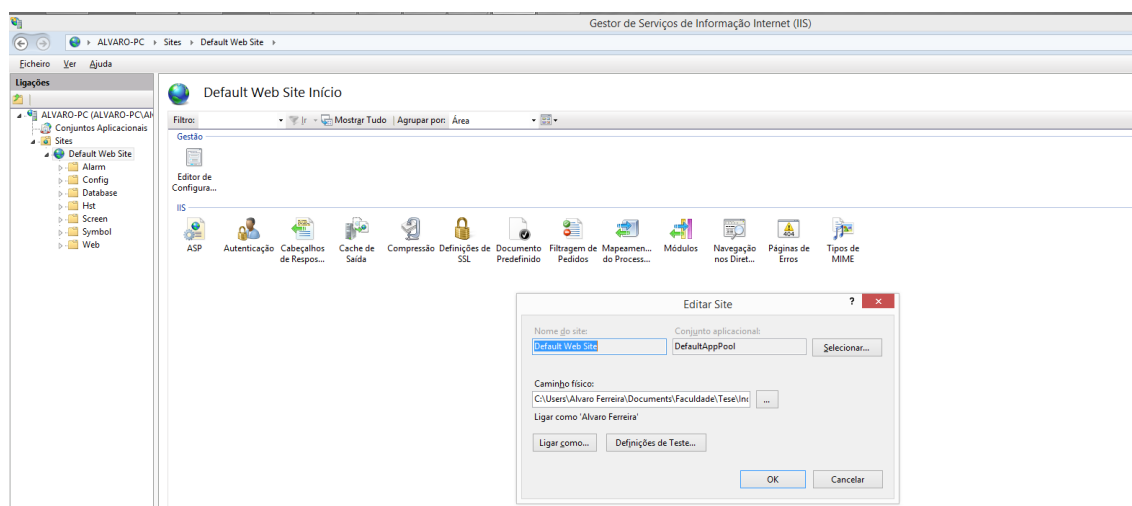 Gestor de Serviços de Informação Internet (IIS)
ALVARO-PC Sites Default Web Site
Ficheiro Ver Ajuda
Ligações
ALVARO-PC (ALVARO-PC\Al
Conjuntos Aplicacionais
Sites
Default Web Site
Alarm
Config
Database
Hst
Screen
Symbol
Web
Default Web Site Início
Filtro: Ir Mostrar Tudo Agrupar por: Área
Gestão
Editor de
Configura...
IIS
ASP Autenticação Cabeçalhos de Respos... Cache de Saída Compressão Definições de SSL Documento Predefinido Filtragem de Pedidos Mapeamen... do Process... Módulos Navegação nos Diret... Páginas de Erros Tipos de MIME
Editar Site ?
Nome do site: Conjunto aplicacional:
Default Web Site DefaultAppPool Selecionar...
Caminho físico:
C:\Users\Alvaro Ferreira\Documents\Faculdade\Tese\Inc ...
Ligar como 'Alvaro Ferreira'
Ligar como... Definições de Teste...
OK Cancelar